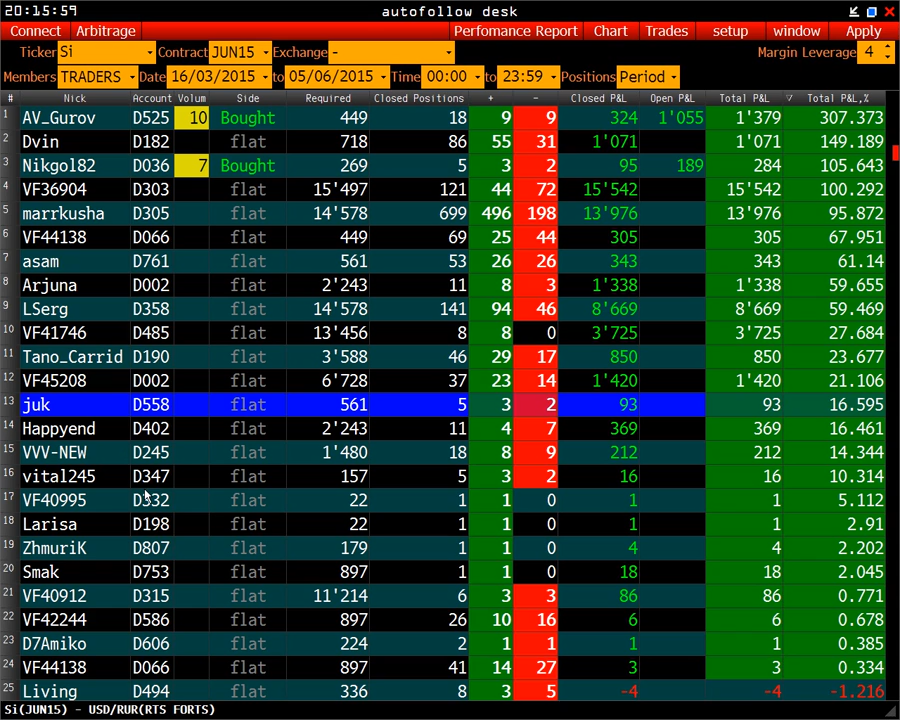 20:15:59 autofollow desk
Connect Arbitrage Perfomance Report Chart Trades setup window Apply
Ticker Si Contract JUN15 Exchange - Margin Leverage 4
Members TRADERS Date 16/03/2015 to 05/06/2015 Time 00:00 to 23:59 Positions Period
# Nick Account Volum Side Required Closed Positions + - Closed P&L Open P&L Total P&L Total P&L,%
1 AV_Gurov D525 10 Bought 449 18 9 9 324 1'055 1'379 307.373
2 Dvin D182 flat 718 86 55 31 1'071 1'071 149.189
3 Nikgol82 D036 7 Bought 269 5 3 2 95 189 284 105.643
4 VF36904 D303 flat 15'497 121 44 72 15'542 15'542 100.292
5 marrkusha D305 flat 14'578 699 496 198 13'976 13'976 95.872
6 VF44138 D066 flat 449 69 25 44 305 305 67.951
7 asam D761 flat 561 53 26 26 343 343 61.14
8 Arjuna D002 flat 2'243 11 8 3 1'338 1'338 59.655
9 LSerg D358 flat 14'578 141 94 46 8'669 8'669 59.469
10 VF41746 D485 flat 13'456 8 8 0 3'725 3'725 27.684
11 Tano_Carrid D190 flat 3'588 46 29 17 850 850 23.677
12 VF45208 D002 flat 6'728 37 23 14 1'420 1'420 21.106
13 juk D558 flat 561 5 3 2 93 93 16.595
14 Happyend D402 flat 2'243 11 4 7 369 369 16.461
15 VVV-NEW D245 flat 1'480 18 8 9 212 212 14.344
16 vital245 D347 flat 157 5 3 2 16 16 10.314
17 VF40995 D332 flat 22 1 1 0 1 1 5.112
18 Larisa D198 flat 22 1 1 0 1 1 2.91
19 ZhmuriK D807 flat 179 1 1 0 4 4 2.202
20 Smak D753 flat 897 1 1 0 18 18 2.045
21 VF40912 D315 flat 11'214 6 3 3 86 86 0.771
22 VF42244 D586 flat 897 26 10 16 6 6 0.678
23 D7Amiko D606 flat 224 2 1 1 1 1 0.385
24 VF44138 D066 flat 897 41 14 27 3 3 0.334
25 Living D494 flat 336 8 3 5 -4 -4 -1.216
Si(JUN15) - USD/RUR(RTS FORTS)